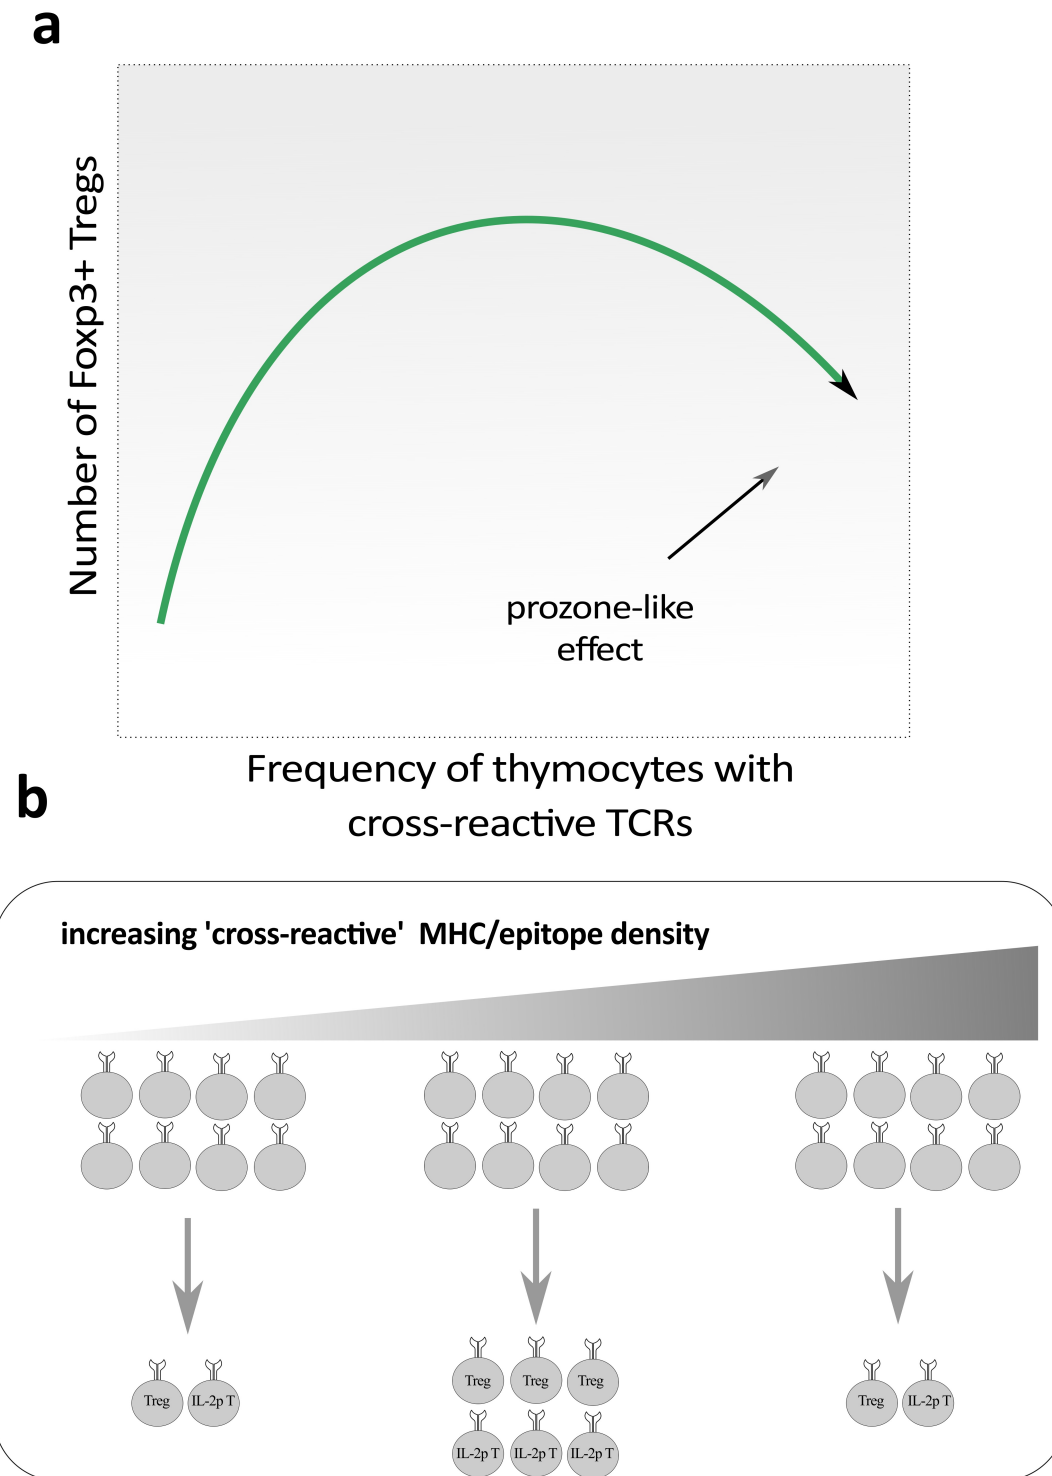 a
Number of Foxp3+ Tregs
prozone-like
effect
Frequency of thymocytes with
cross-reactive TCRs
b
increasing 'cross-reactive' MHC/epitope density
Treg IL-2p T
Treg Treg Treg
IL-2p T IL-2p T IL-2p T
Treg IL-2p T